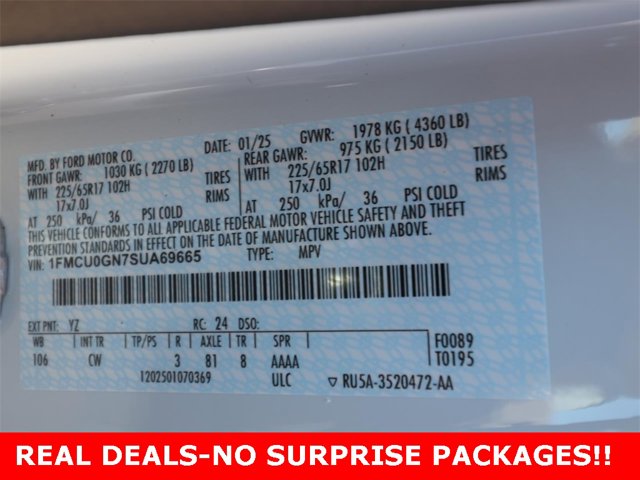 MFD. BY FORD MOTOR CO.
DATE: 01/25 GVWR: 1978 KG ( 4360 LB)
FRONT GAWR: 1030 KG ( 2270 LB) REAR GAWR: 975 KG ( 2150 LB)
WITH 225/65R17 102H TIRES WITH 225/65R17 102H TIRES
17x7.0J RIMS 17x7.0J RIMS
AT 250 kPa/ 36 PSI COLD AT 250 kPa/ 36 PSI COLD
THIS VEHICLE CONFORMS TO ALL APPLICABLE FEDERAL MOTOR VEHICLE SAFETY AND THEFT
PREVENTION STANDARDS IN EFFECT ON THE DATE OF MANUFACTURE SHOWN ABOVE.
VIN: 1FMCU0GN7SUA69665 TYPE: MPV
EXT PNT: YZ RC: 24 DSO:
WB INT TR TP/PS R AXLE TR SPR F0089
106 CW 3 81 8 AAAA T0195
1202501070369 ULC ▽ RU5A-3520472-AA
REAL DEALS-NO SURPRISE PACKAGES!!